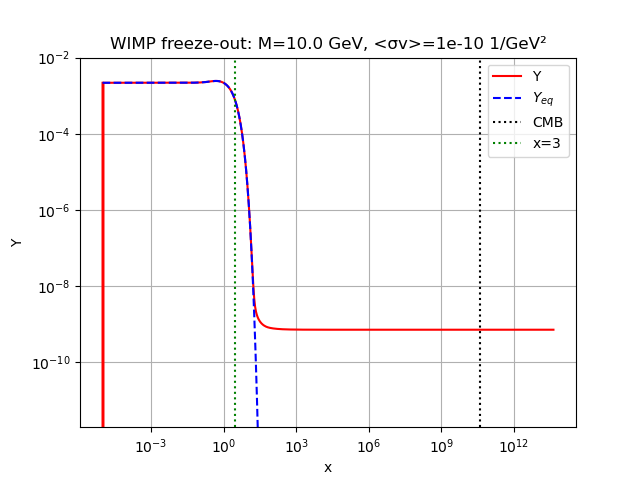 WIMP freeze-out: M=10.0 GeV, <σv>=1e-10 1/GeV²
Y
Y_eq
CMB
x=3
10^−2
10^−4
10^−6
10^−8
10^−10
Y
10^−3
10^0
10^3
10^6
10^9
10^12
x